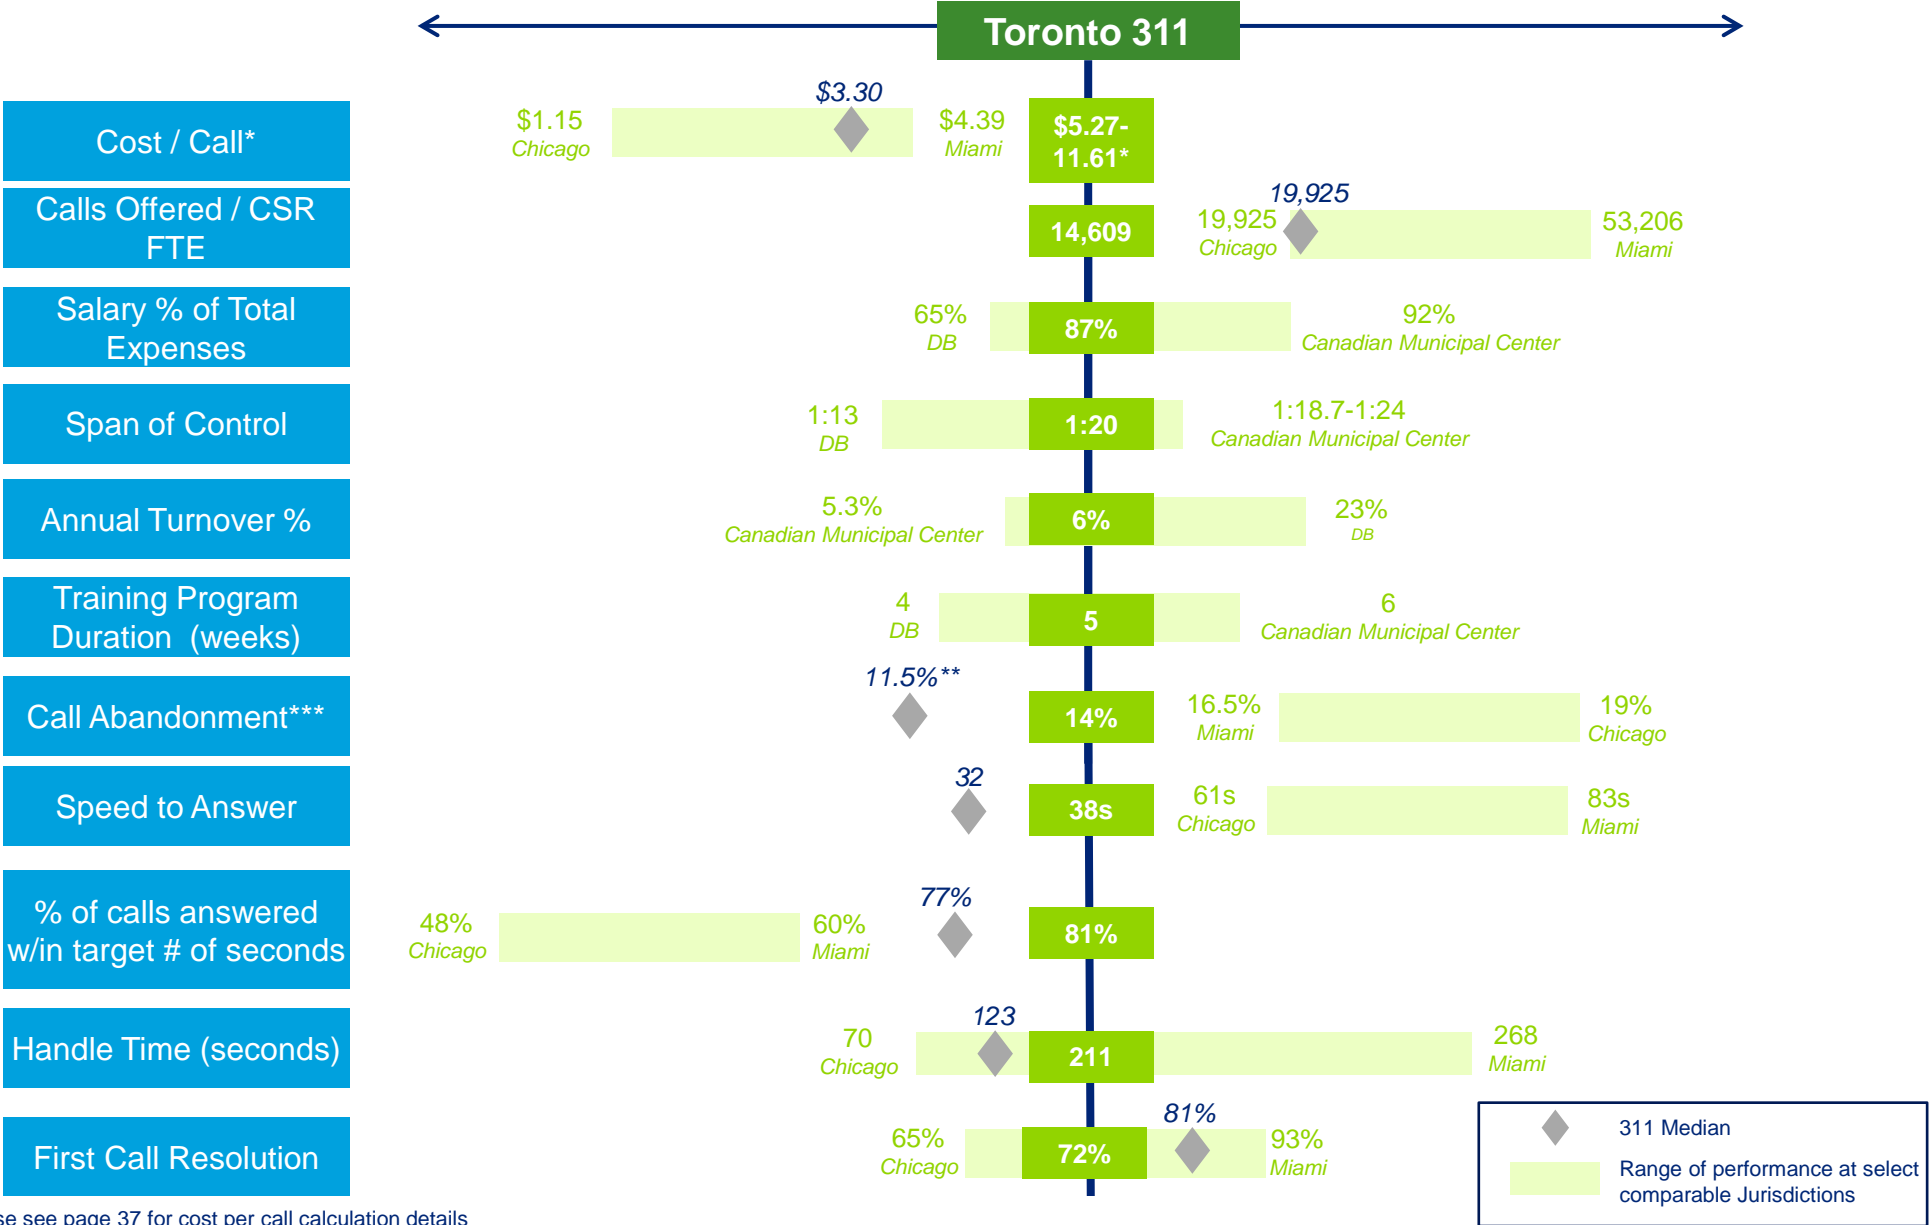 Toronto 311
Cost / Call*
$1.15
Chicago
$3.30
$4.39
Miami
$5.27-
11.61*
Calls Offered / CSR
FTE
14,609
19,925
Chicago
19,925
53,206
Miami
Salary % of Total
Expenses
65%
DB
87%
92%
Canadian Municipal Center
Span of Control
1:13
DB
1:20
1:18.7-1:24
Canadian Municipal Center
Annual Turnover %
5.3%
Canadian Municipal Center
6%
23%
DB
Training Program
Duration (weeks)
4
DB
5
6
Canadian Municipal Center
Call Abandonment***
11.5%**
14%
16.5%
Miami
19%
Chicago
Speed to Answer
32
38s
61s
Chicago
83s
Miami
% of calls answered
w/in target # of seconds
48%
Chicago
60%
Miami
77%
81%
Handle Time (seconds)
70
Chicago
123
211
268
Miami
First Call Resolution
65%
Chicago
72%
81%
93%
Miami
311 Median
Range of performance at select
comparable Jurisdictions
see page 37 for cost per call calculation details